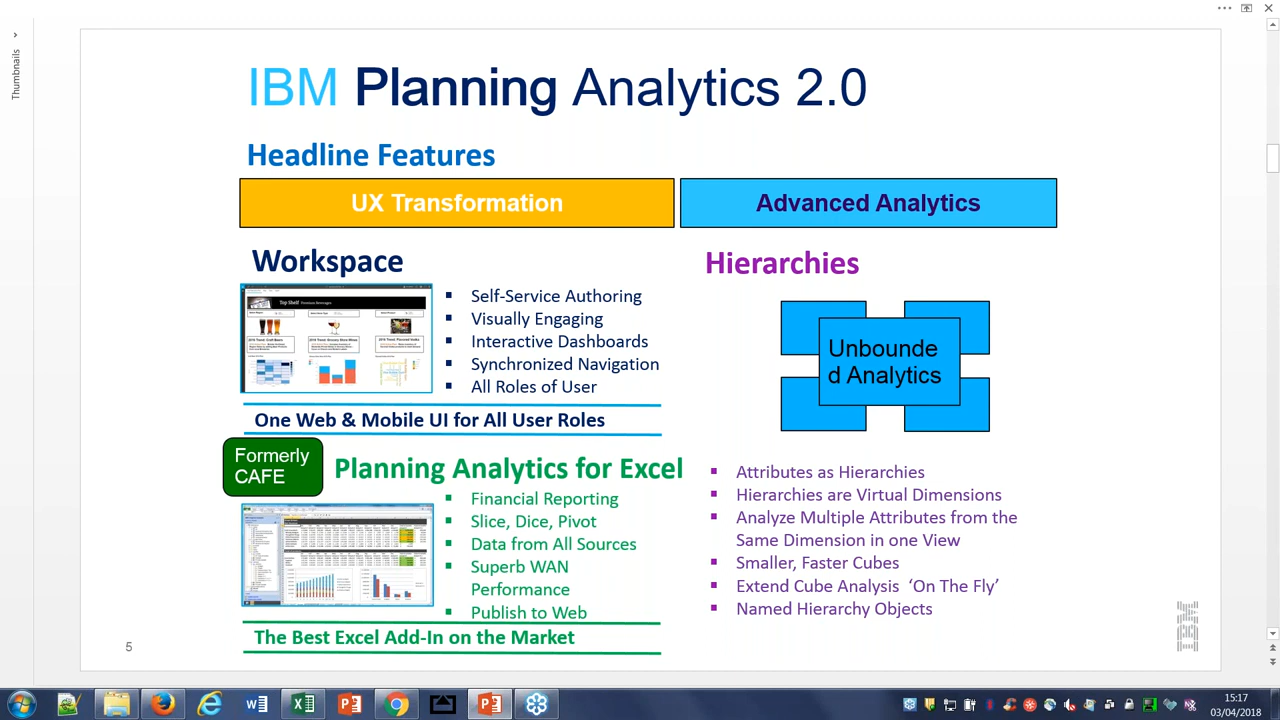 Thumbnails
IBM Planning Analytics 2.0
Headline Features
UX Transformation
Advanced Analytics
Workspace
Top Shelf
▪ Self-Service Authoring
▪ Visually Engaging
▪ Interactive Dashboards
▪ Synchronized Navigation
▪ All Roles of User
One Web & Mobile UI for All User Roles
Formerly
CAFE
Planning Analytics for Excel
▪ Financial Reporting
▪ Slice, Dice, Pivot
▪ Data from All Sources
▪ Superb WAN
Performance
▪ Publish to Web
The Best Excel Add-In on the Market
Hierarchies
Unbounde
d Analytics
▪ Attributes as Hierarchies
▪ Hierarchies are Virtual Dimensions
▪ Analyze Multiple Attributes from the
Same Dimension in one View
▪ Smaller, Faster Cubes
▪ Extend Cube Analysis ‘On The Fly’
▪ Named Hierarchy Objects
IBM
5
15:17
03/04/2018